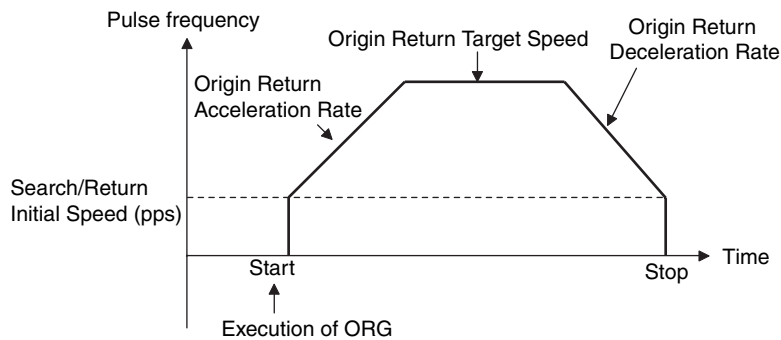 Pulse frequency
Origin Return Target Speed
Origin Return
Deceleration Rate
Origin Return
Acceleration Rate
Search/Return
Initial Speed (pps)
Start
Stop
Time
Execution of ORG